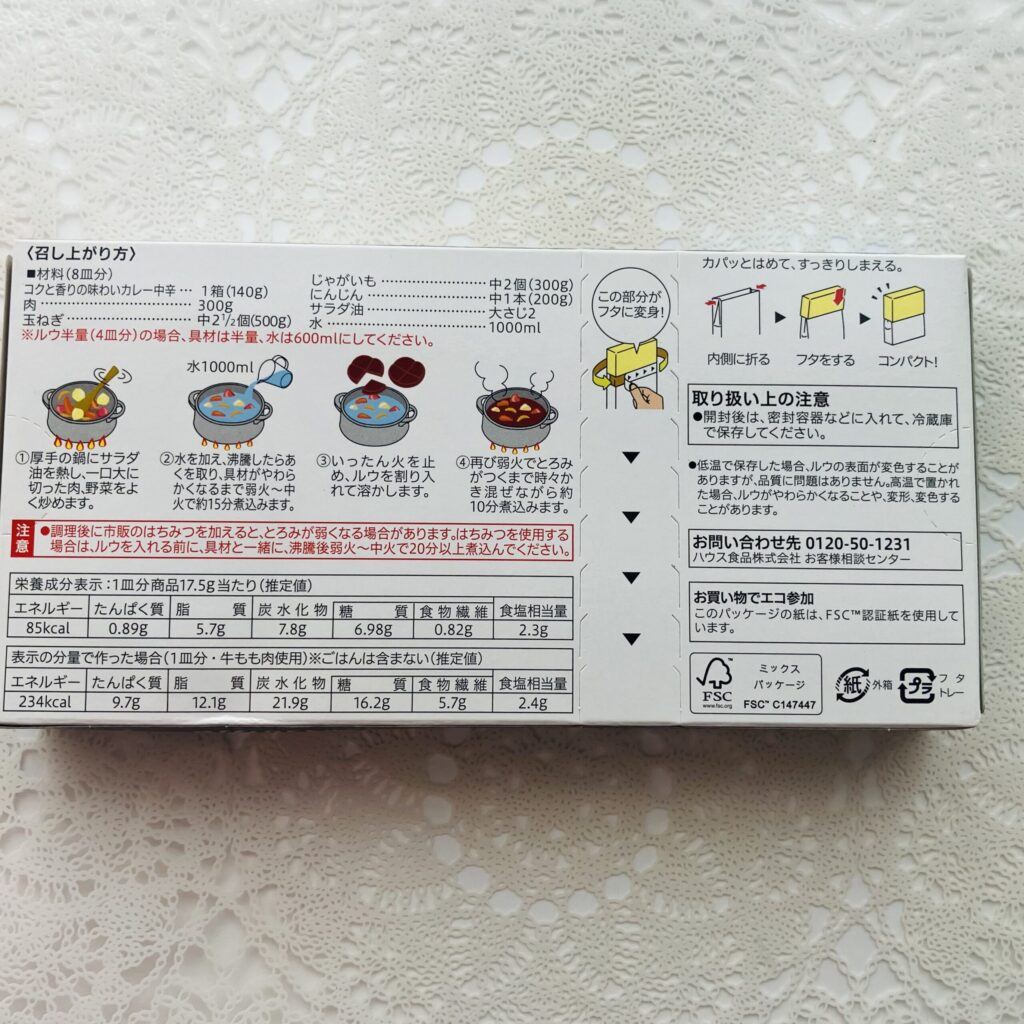 〈召し上がり方〉
■材料(8皿分)
コクと香りの味わいカレー中辛… 1箱(140g)
肉………………………… 300g
玉ねぎ………………… 中2½個(500g)
じゃがいも……………………… 中2個(300g)
にんじん………………………… 中1本(200g)
サラダ油………………………… 大さじ2
水………………………………… 1000ml
※ルウ半量(4皿分)の場合、具材は半量、水は600mlにしてください。
水1000ml
①厚手の鍋にサラダ
油を熱し、一口大に
切った肉、野菜をよ
く炒めます。
②水を加え、沸騰したらあ
くを取り、具材がやわら
かくなるまで弱火〜中
火で約15分煮込みます。
③いったん火を止
め、ルウを割り入
れて溶かします。
④再び弱火でとろみ
がつくまで時々か
き混ぜながら約
10分煮込みます。
注意
●調理後に市販のはちみつを加えると、とろみが弱くなる場合があります。はちみつを使用する
場合は、ルウを入れる前に、具材と一緒に、沸騰後弱火〜中火で20分以上煮込んでください。
栄養成分表示:1皿分商品17.5g当たり(推定値)
エネルギー たんぱく質 脂質 炭水化物 糖質 食物繊維 食塩相当量
85kcal 0.89g 5.7g 7.8g 6.98g 0.82g 2.3g
表示の分量で作った場合(1皿分・牛もも肉使用)※ごはんは含まない(推定値)
エネルギー たんぱく質 脂質 炭水化物 糖質 食物繊維 食塩相当量
234kcal 9.7g 12.1g 21.9g 16.2g 5.7g 2.4g
この部分が
フタに変身!
カパッとはめて、すっきりしまえる。
内側に折る フタをする コンパクト!
取り扱い上の注意
●開封後は、密封容器などに入れて、冷蔵庫
で保存してください。
●低温で保存した場合、ルウの表面が変色することが
ありますが、品質に問題はありません。高温で置かれ
た場合、ルウがやわらかくなることや、変形、変色する
ことがあります。
お問い合わせ先 0120-50-1231
ハウス食品株式会社 お客様相談センター
お買い物でエコ参加
このパッケージの紙は、FSC™認証紙を使用して
います。
FSC
www.fsc.org
ミックス
パッケージ
FSC™ C147447
紙 外箱
プラ フタ
トレー